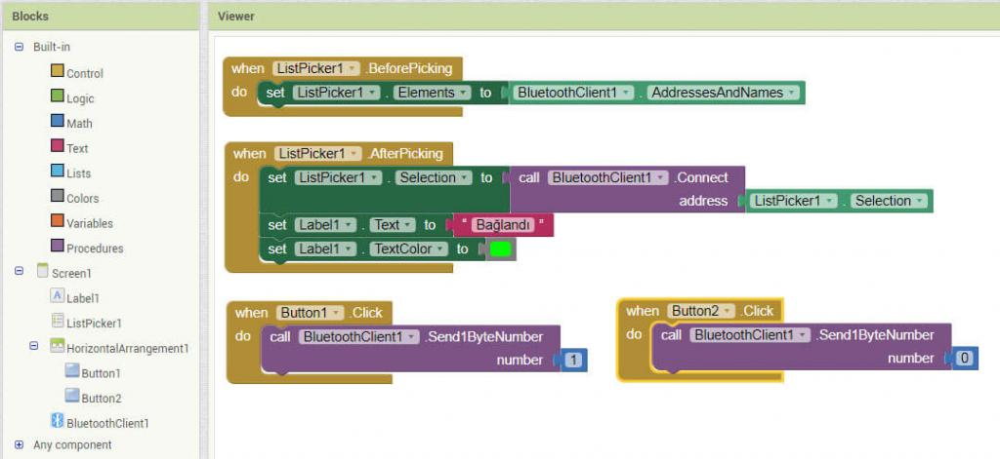 Blocks
Built-in
Control
Logic
Math
Text
Lists
Colors
Variables
Procedures
Screen1
Label1
ListPicker1
HorizontalArrangement1
Button1
Button2
BluetoothClient1
Any component
Viewer
when ListPicker1 .BeforePicking
do set ListPicker1 . Elements to BluetoothClient1 . AddressesAndNames
when ListPicker1 .AfterPicking
do set ListPicker1 . Selection to call BluetoothClient1 .Connect
address ListPicker1 . Selection
set Label1 . Text to “ Bağlandı ”
set Label1 . TextColor to
when Button1 .Click
do call BluetoothClient1 .Send1ByteNumber
number 1
when Button2 .Click
do call BluetoothClient1 .Send1ByteNumber
number 0